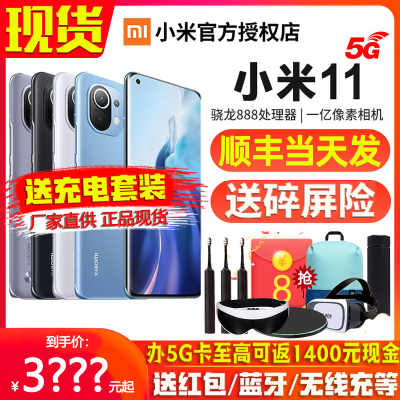 现货
小米官方授权店
5G
小米11
骁龙888处理器 | 一亿像素相机
顺丰当天发
送碎屏险
送充电套装
厂家直供 正品现货
xiaomi
8
抢
到手价:
¥3???元起
办5G卡至高可返1400元现金
送红包/蓝牙/无线充等